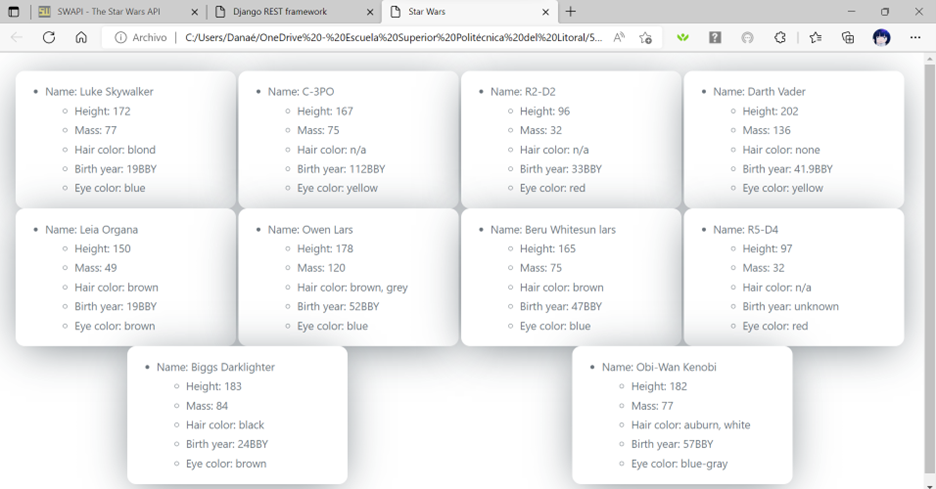 SWAPI - The Star Wars API
Django REST framework
Star Wars
Archivo
C:/Users/Danaé/OneDrive%20-%20Escuela%20Superior%20Politécnica%20del%20Litoral/5...
Name: Luke Skywalker
Height: 172
Mass: 77
Hair color: blond
Birth year: 19BBY
Eye color: blue
Name: C-3PO
Height: 167
Mass: 75
Hair color: n/a
Birth year: 112BBY
Eye color: yellow
Name: R2-D2
Height: 96
Mass: 32
Hair color: n/a
Birth year: 33BBY
Eye color: red
Name: Darth Vader
Height: 202
Mass: 136
Hair color: none
Birth year: 41.9BBY
Eye color: yellow
Name: Leia Organa
Height: 150
Mass: 49
Hair color: brown
Birth year: 19BBY
Eye color: brown
Name: Owen Lars
Height: 178
Mass: 120
Hair color: brown, grey
Birth year: 52BBY
Eye color: blue
Name: Beru Whitesun lars
Height: 165
Mass: 75
Hair color: brown
Birth year: 47BBY
Eye color: blue
Name: R5-D4
Height: 97
Mass: 32
Hair color: n/a
Birth year: unknown
Eye color: red
Name: Biggs Darklighter
Height: 183
Mass: 84
Hair color: black
Birth year: 24BBY
Eye color: brown
Name: Obi-Wan Kenobi
Height: 182
Mass: 77
Hair color: auburn, white
Birth year: 57BBY
Eye color: blue-gray